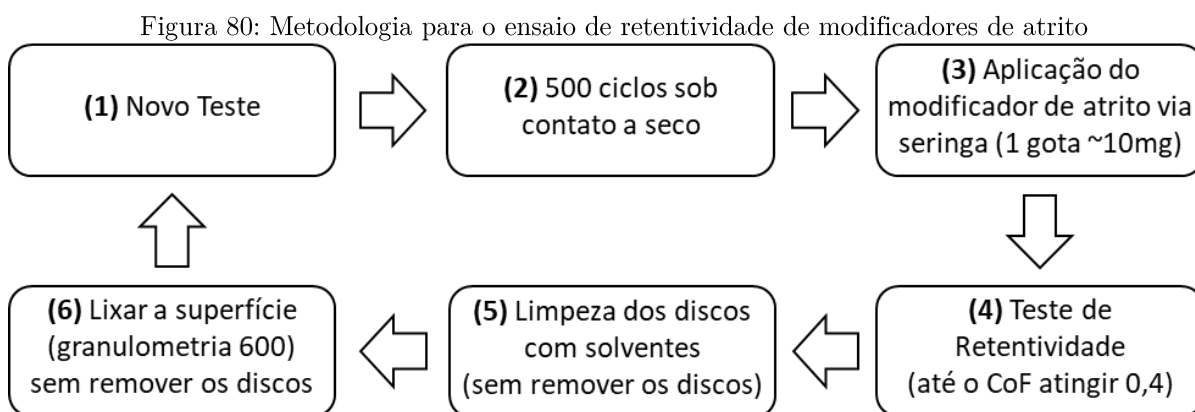 Figura 80: Metodologia para o ensaio de retentividade de modificadores de atrito
(1) Novo Teste
(2) 500 ciclos sob
contato a seco
(3) Aplicação do
modificador de atrito via
seringa (1 gota ~10mg)
(4) Teste de
Retentividade
(até o CoF atingir 0,4)
(5) Limpeza dos discos
com solventes
(sem remover os discos)
(6) Lixar a superfície
(granulometria 600)
sem remover os discos